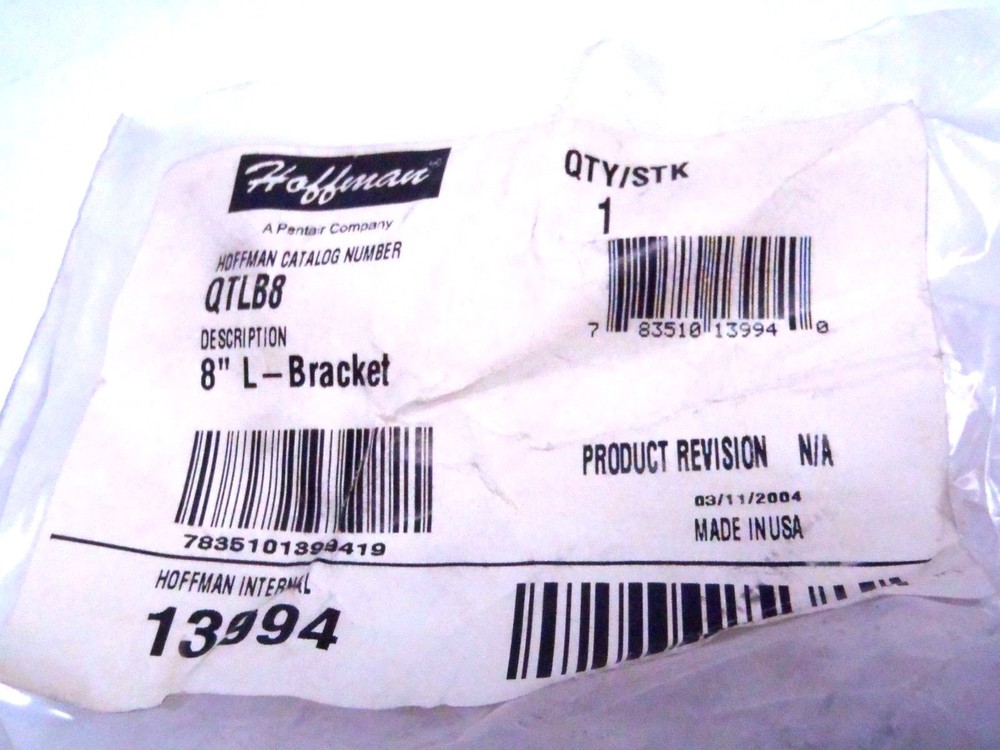 Hoffman
A Pentair Company
HOFFMAN CATALOG NUMBER
QTLB8
DESCRIPTION
8" L-Bracket
7835101399419
QTY/STK
1
7 83510 13994 0
PRODUCT REVISION N/A
03/11/2004
MADE IN USA
HOFFMAN INTERNAL
13994